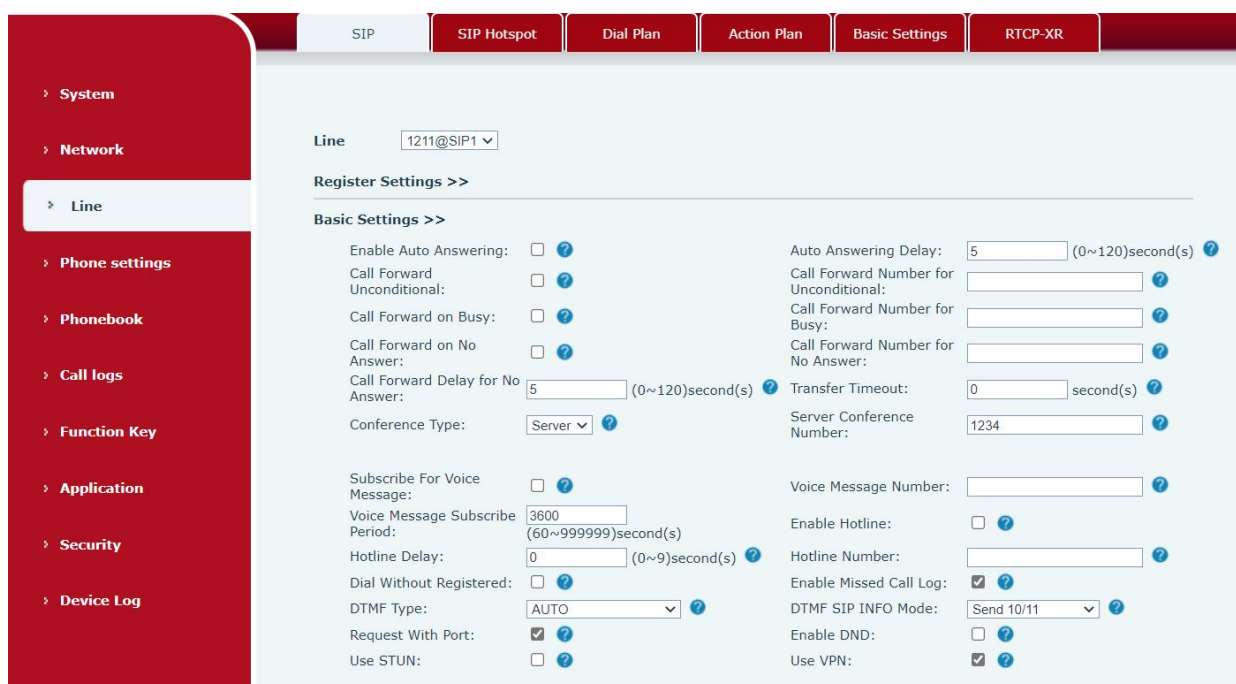 SIP SIP Hotspot Dial Plan Action Plan Basic Settings RTCP-XR
› System
› Network
› Line
› Phone settings
› Phonebook
› Call logs
› Function Key
› Application
› Security
› Device Log
Line 1211@SIP1
Register Settings >>
Basic Settings >>
Enable Auto Answering: ? Auto Answering Delay: 5 (0~120)second(s) ?
Call Forward
Unconditional: ? Call Forward Number for
Unconditional: ?
Call Forward on Busy: ? Call Forward Number for
Busy: ?
Call Forward on No
Answer: ? Call Forward Number for
No Answer: ?
Call Forward Delay for No
Answer: 5 (0~120)second(s) ? Transfer Timeout: 0 second(s) ?
Conference Type: Server ? Server Conference
Number: 1234 ?
Subscribe For Voice
Message: ? Voice Message Number: ?
Voice Message Subscribe
Period: 3600
(60~999999)second(s) Enable Hotline: ?
Hotline Delay: 0 (0~9)second(s) ? Hotline Number: ?
Dial Without Registered: ? Enable Missed Call Log: ?
DTMF Type: AUTO ? DTMF SIP INFO Mode: Send 10/11 ?
Request With Port: ? Enable DND: ?
Use STUN: ? Use VPN: ?